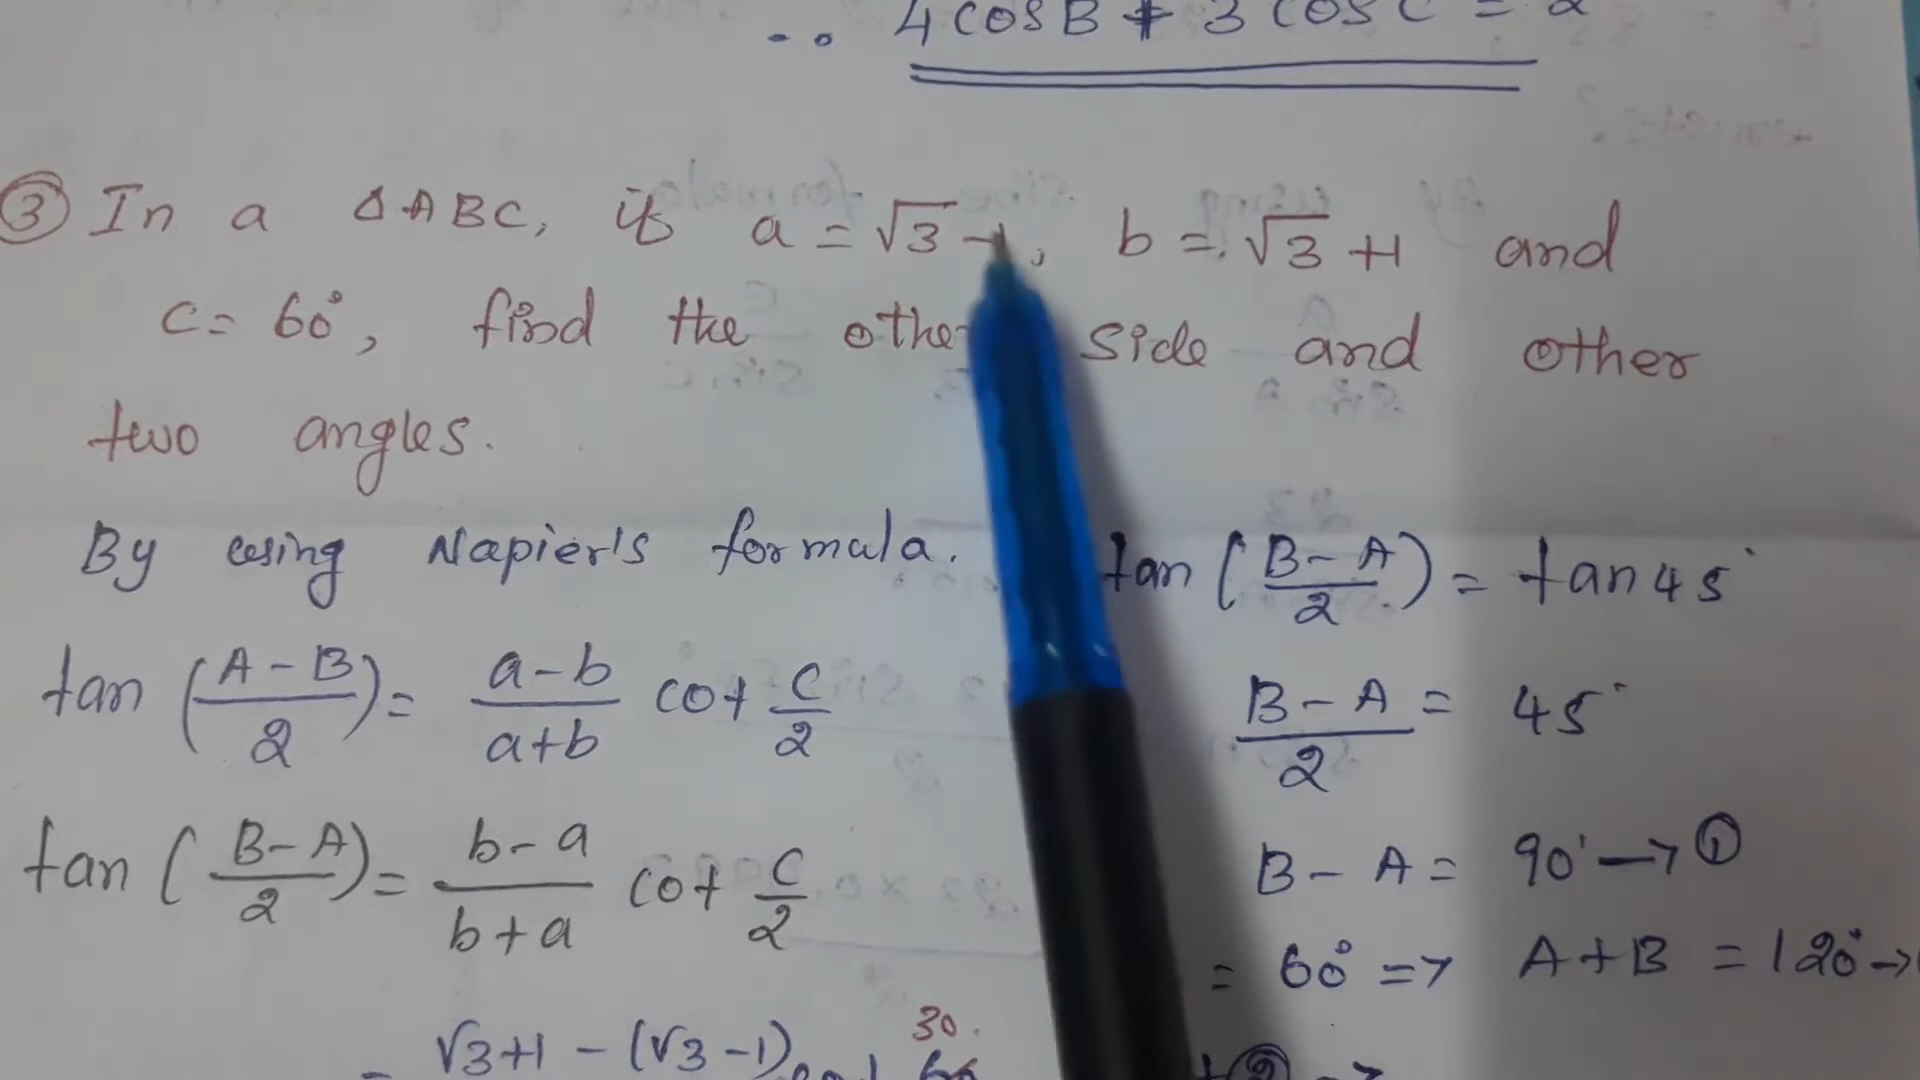 ∴ 4 cos B + 3 cos C = 2
③ In a ΔABC, if a = √3 - 1, b = √3 + 1 and
C = 60°, find the other side and other
two angles.
By using Napier's formula.
tan (A - B / 2) = a - b / a + b cot C/2
tan (B - A / 2) = b - a / b + a cot C/2
= √3 + 1 - (√3 - 1)
30.
tan (B - A / 2) = tan 45°
B - A / 2 = 45°
B - A = 90° → ①
= 60° => A + B = 120° →
+ ② →